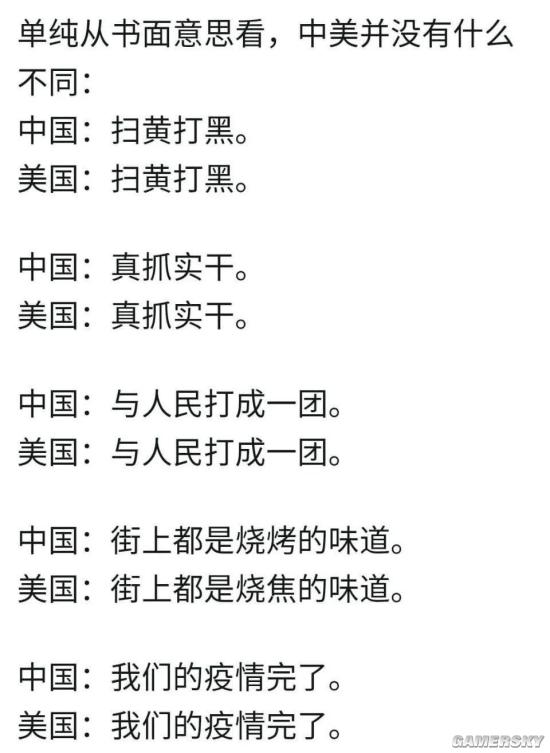 单纯从书面意思看，中美并没有什么
不同：
中国：扫黄打黑。
美国：扫黄打黑。
中国：真抓实干。
美国：真抓实干。
中国：与人民打成一团。
美国：与人民打成一团。
中国：街上都是烧烤的味道。
美国：街上都是烧焦的味道。
中国：我们的疫情完了。
美国：我们的疫情完了。
GAMERSKY